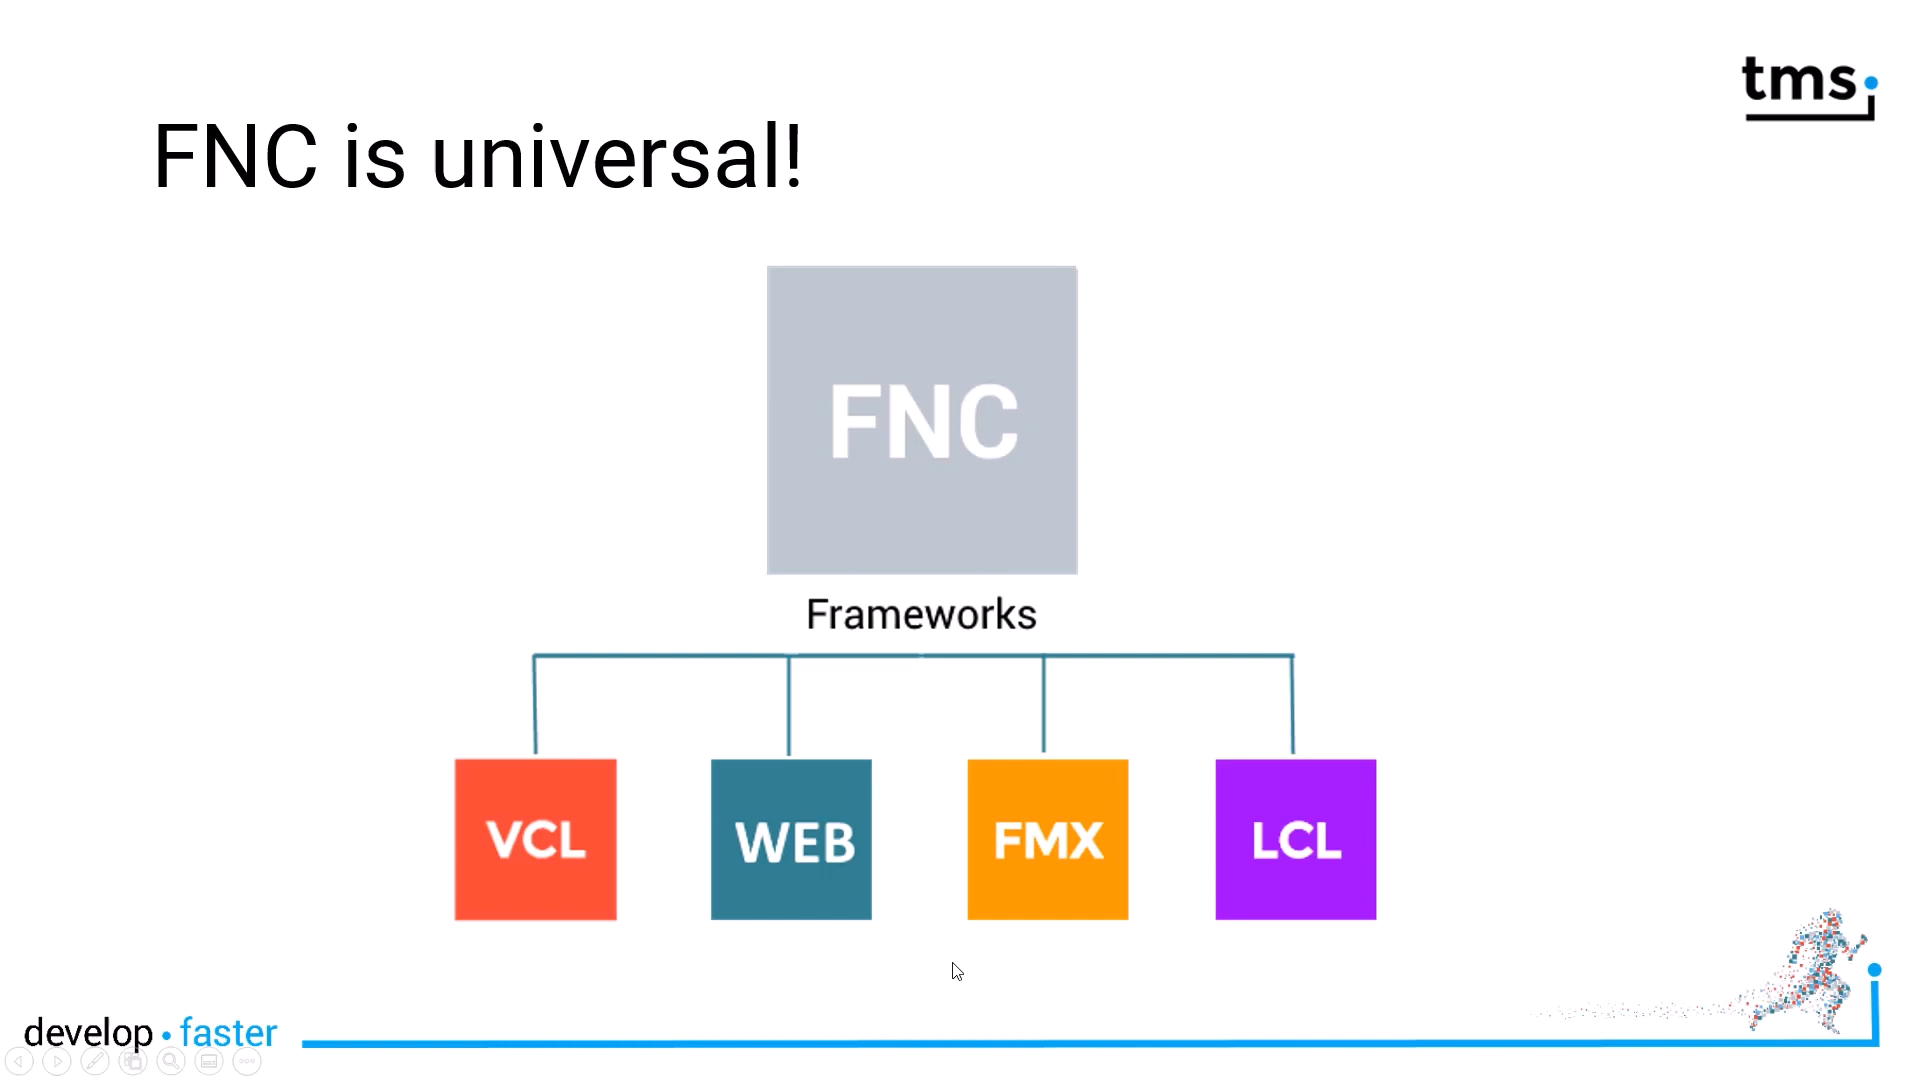 tms
FNC is universal!
FNC
Frameworks
VCL
WEB
FMX
LCL
develop • faster